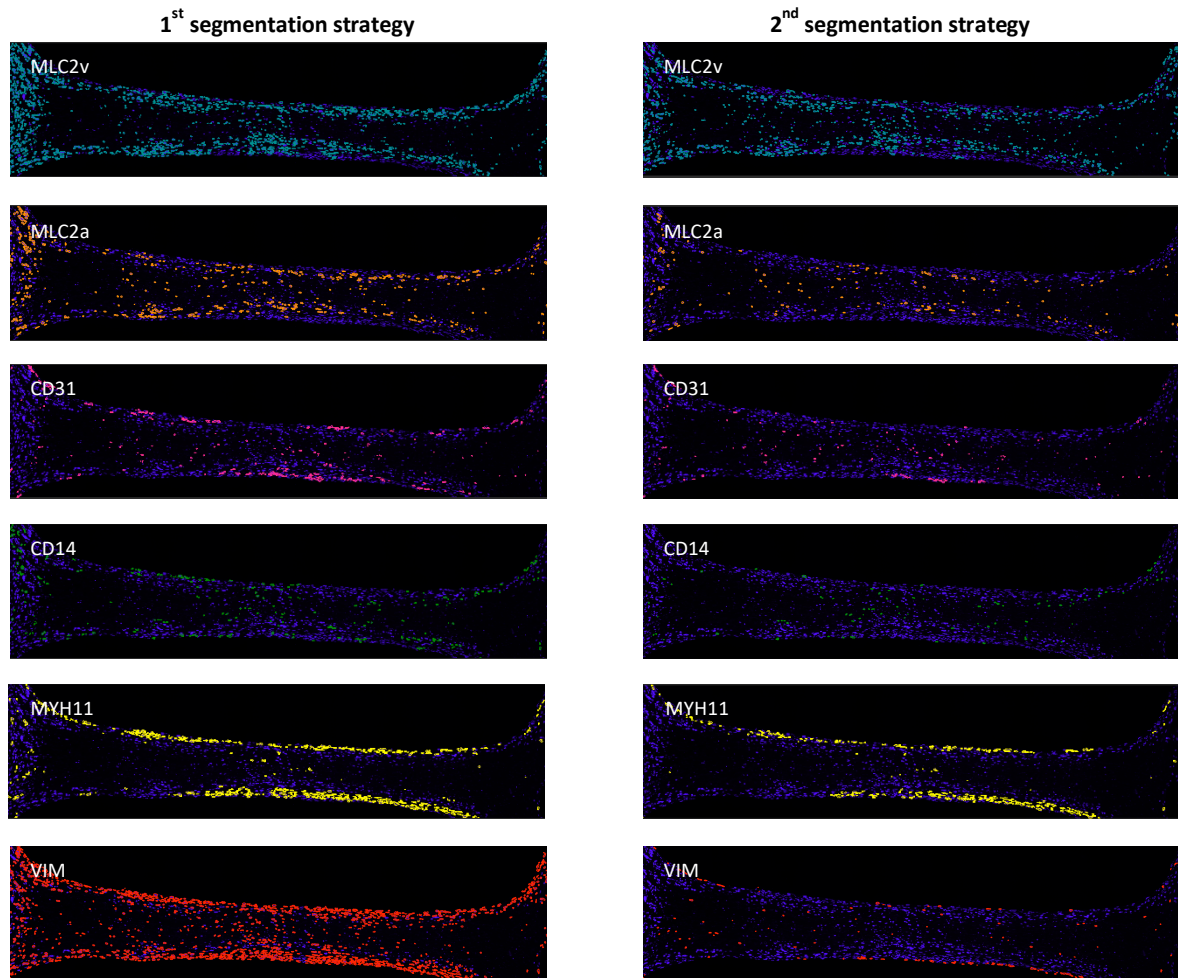 1st segmentation strategy
2nd segmentation strategy
MLC2v
MLC2v
MLC2a
MLC2a
CD31
CD31
CD14
CD14
MYH11
MYH11
VIM
VIM